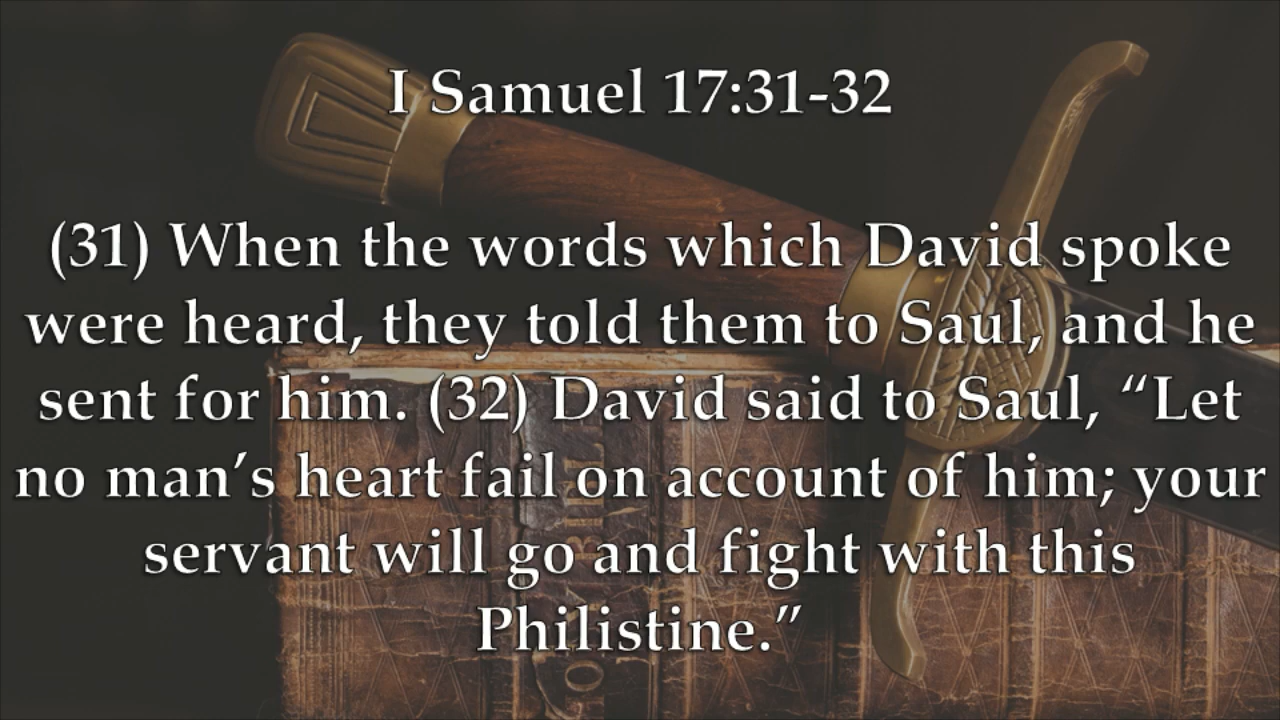 I Samuel 17:31-32
(31) When the words which David spoke
were heard, they told them to Saul, and he
sent for him. (32) David said to Saul, “Let
no man’s heart fail on account of him; your
servant will go and fight with this
Philistine.”